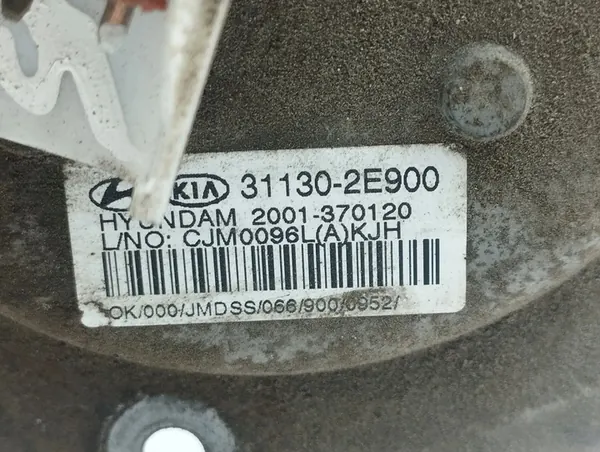 KIA 31130-2E900
HYUNDAM 2001-370120
L/NO: CJM0096L(A)KJH
OK/000/JMDSS/066/900/0952/